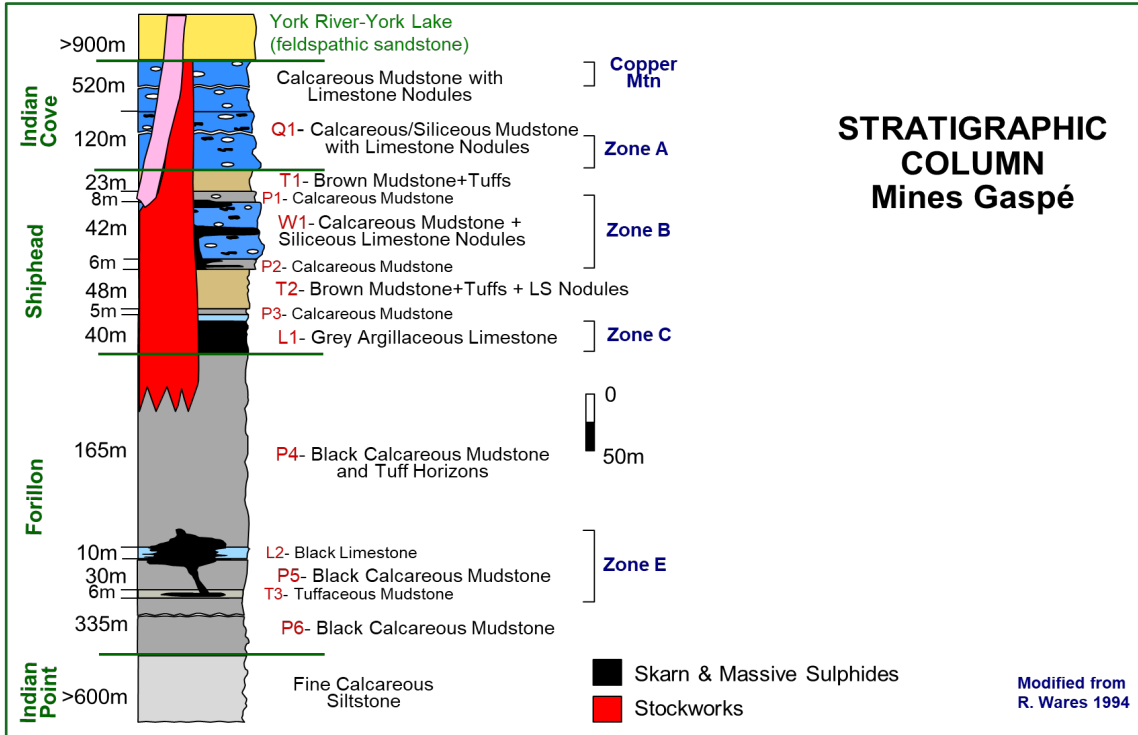 York River-York Lake
(feldspathic sandstone)
>900m
Copper
Mtn
520m
Calcareous Mudstone with
Limestone Nodules
Indian Cove
STRATIGRAPHIC
COLUMN
Mines Gaspé
120m
Q1- Calcareous/Siliceous Mudstone
with Limestone Nodules
Zone A
23m
T1- Brown Mudstone+Tuffs
8m
P1- Calcareous Mudstone
42m
W1- Calcareous Mudstone +
Siliceous Limestone Nodules
Zone B
Shiphead
6m
P2- Calcareous Mudstone
48m
T2- Brown Mudstone+Tuffs + LS Nodules
5m
P3- Calcareous Mudstone
40m
L1- Grey Argillaceous Limestone
Zone C
0
50m
165m
P4- Black Calcareous Mudstone
and Tuff Horizons
Forillon
10m
L2- Black Limestone
Zone E
30m
P5- Black Calcareous Mudstone
6m
T3- Tuffaceous Mudstone
335m
P6- Black Calcareous Mudstone
Indian
Point
>600m
Fine Calcareous
Siltstone
Skarn & Massive Sulphides
Stockworks
Modified from
R. Wares 1994